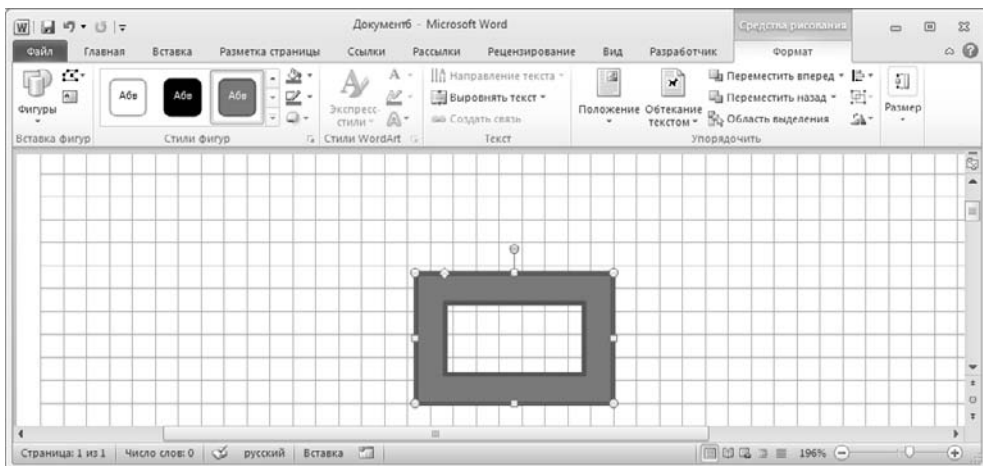 Документ6 - Microsoft Word
Средства рисования
Файл Главная Вставка Разметка страницы Ссылки Рассылки Рецензирование Вид Разработчик Формат
Фигуры
Вставка фигур
Абв Абв Абв
Стили фигур
Экспресс-стили
Стили WordArt
Направление текста
Выровнять текст
Создать связь
Текст
Положение
Обтекание текстом
Переместить вперед
Переместить назад
Область выделения
Упорядочить
Размер
Страница: 1 из 1 Число слов: 0 русский Вставка 196%